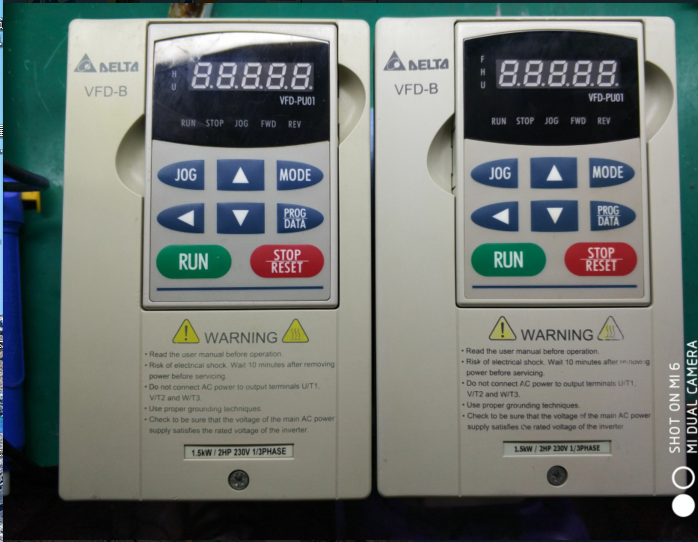 DELTA
VFD-B
F
H
U
8.8.8.8.8.
VFD-PU01
RUN STOP JOG FWD REV
JOG
MODE
PROG
DATA
RUN
STOP
RESET
WARNING
• Read the user manual before operation.
• Risk of electrical shock. Wait 10 minutes after removing
power before servicing.
• Do not connect AC power to output terminals U/T1,
V/T2 and W/T3.
• Use proper grounding techniques.
• Check to be sure that the voltage of the main AC power
supply satisfies the rated voltage of the inverter.
1.5kW / 2HP 230V 1/3PHASE
DELTA
VFD-B
F
H
U
8.8.8.8.8.
VFD-PU01
RUN STOP JOG FWD REV
JOG
MODE
PROG
DATA
RUN
STOP
RESET
WARNING
• Read the user manual before operation.
• Risk of electrical shock. Wait 10 minutes after removing
power before servicing.
• Do not connect AC power to output terminals U/T1,
V/T2 and W/T3.
• Use proper grounding techniques.
• Check to be sure that the voltage of the main AC power
supply satisfies the rated voltage of the inverter
1.5kW / 2HP 230V 1/3PHASE
SHOT ON MI 6
MI DUAL CAMERA